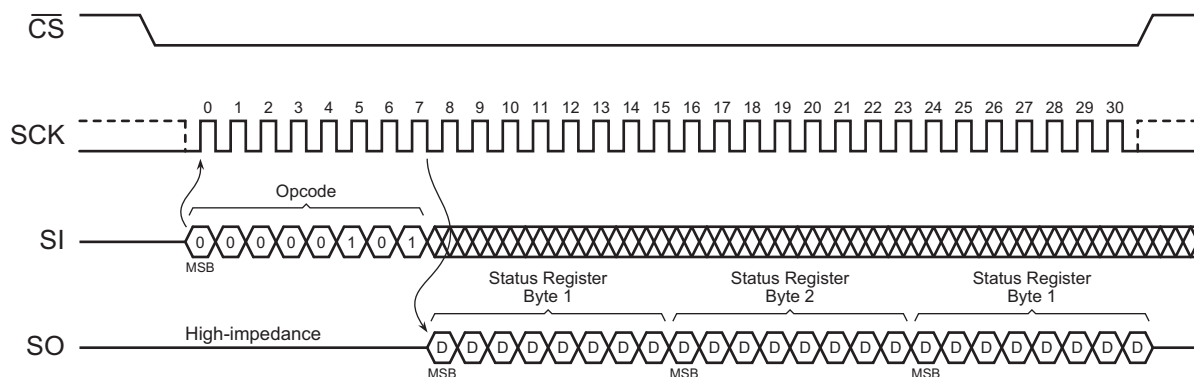 CS
SCK
0 1 2 3 4 5 6 7 8 9 10 11 12 13 14 15 16 17 18 19 20 21 22 23 24 25 26 27 28 29 30
Opcode
SI
0 0 0 0 0 1 0 1
MSB
Status Register
Byte 1
Status Register
Byte 2
Status Register
Byte 1
SO
High-impedance
D D D D D D D D D D D D D D D D D D D D D D D D
MSB MSB MSB